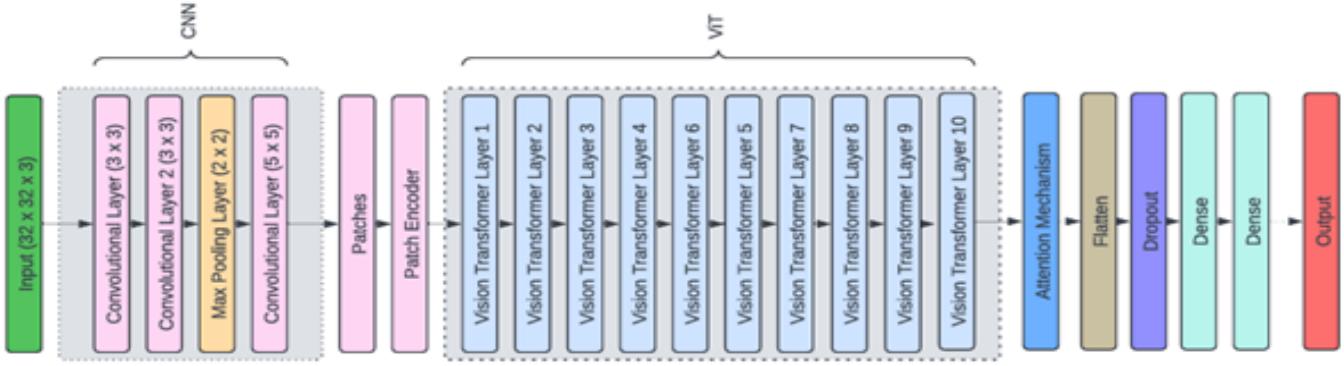 CNN
ViT
Input (32 x 32 x 3)
Convolutional Layer (3 x 3)
Convolutional Layer 2 (3 x 3)
Max Pooling Layer (2 x 2)
Convolutional Layer (5 x 5)
Patches
Patch Encoder
Vision Transformer Layer 1
Vision Transformer Layer 2
Vision Transformer Layer 3
Vision Transformer Layer 4
Vision Transformer Layer 6
Vision Transformer Layer 5
Vision Transformer Layer 7
Vision Transformer Layer 8
Vision Transformer Layer 9
Vision Transformer Layer 10
Attention Mechanism
Flatten
Dropout
Dense
Dense
Output